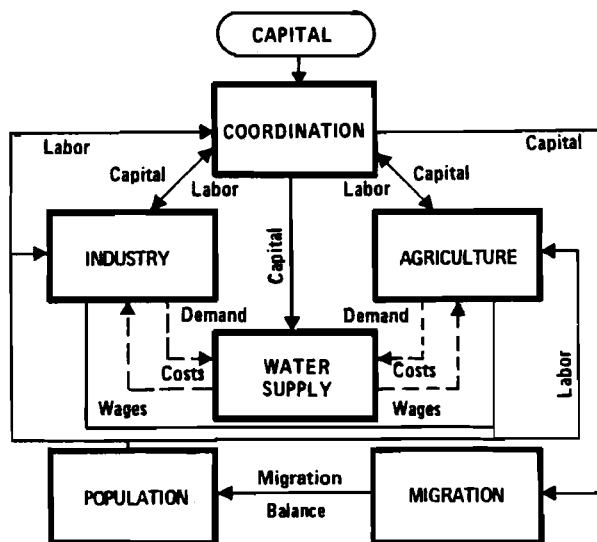 CAPITAL
COORDINATION
Labor
Capital
Capital
Labor
Labor
Capital
INDUSTRY
Capital
AGRICULTURE
Demand
Demand
WATER
SUPPLY
Costs
Costs
Labor
Wages
Wages
POPULATION
Migration
Balance
MIGRATION